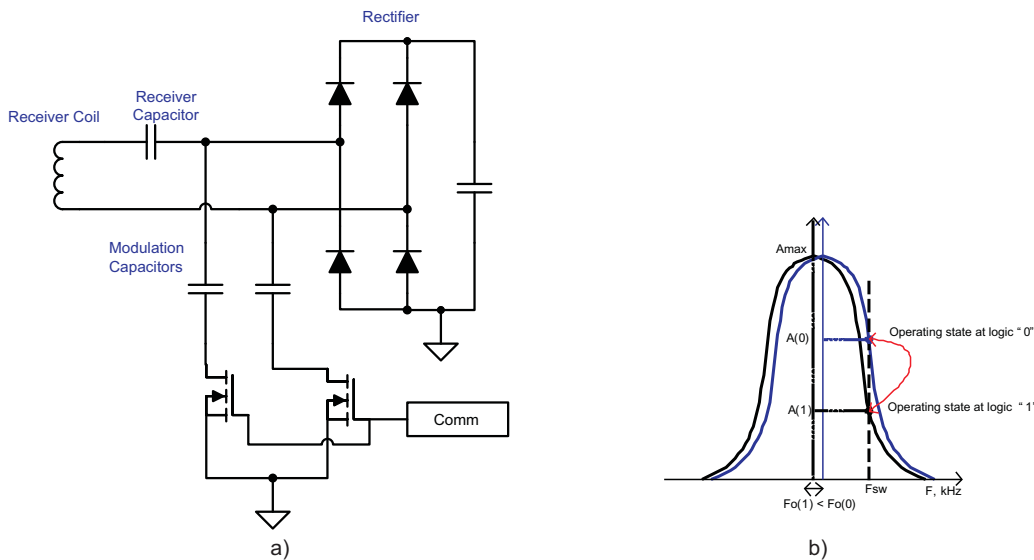 Rectifier
Receiver
Capacitor
Receiver Coil
Modulation
Capacitors
Comm
a)
Amax
A(0)
Operating state at logic “ 0”
A(1)
Operating state at logic “ 1”
Fsw
F, kHz
Fo(1) < Fo(0)
b)